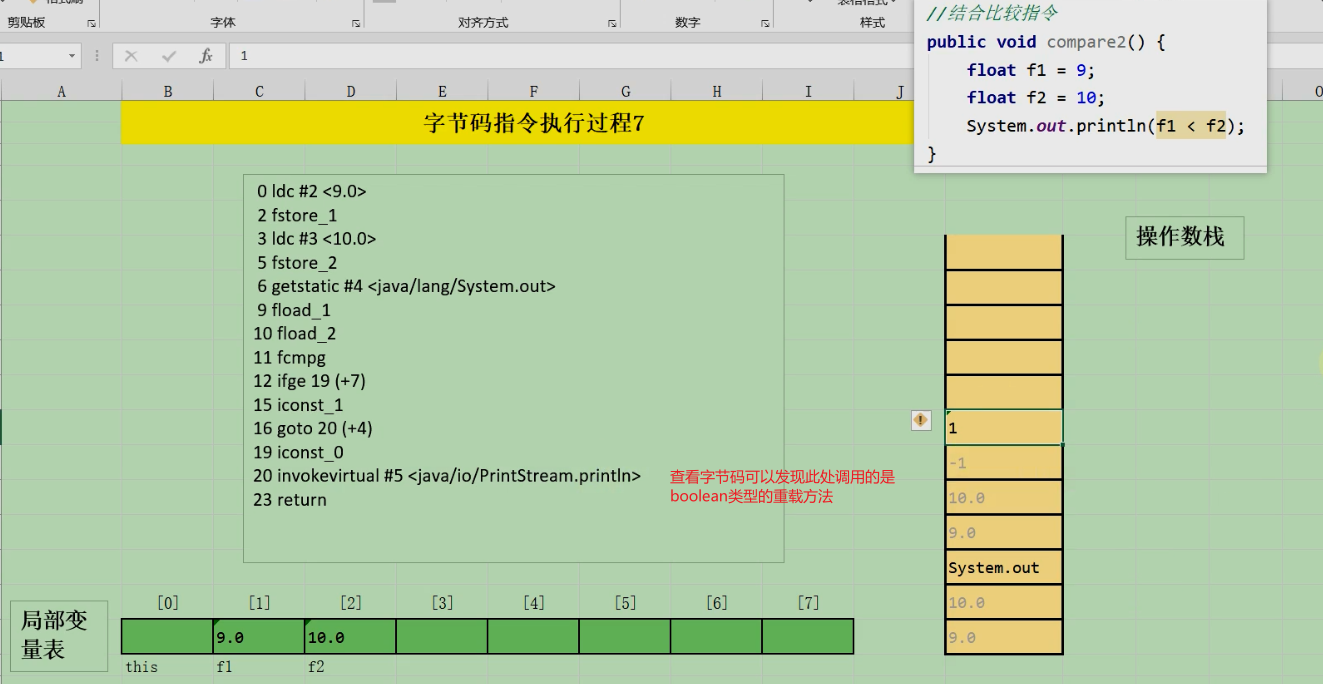 剪贴板 字体 对齐方式 数字 样式
1
A B C D E F G H I J
字节码指令执行过程7
//结合比较指令
public void compare2() {
float f1 = 9;
float f2 = 10;
System.out.println(f1 < f2);
}
0 ldc #2 <9.0>
2 fstore_1
3 ldc #3 <10.0>
5 fstore_2
6 getstatic #4 <java/lang/System.out>
9 fload_1
10 fload_2
11 fcmpg
12 ifge 19 (+7)
15 iconst_1
16 goto 20 (+4)
19 iconst_0
20 invokevirtual #5 <java/io/PrintStream.println>
23 return
查看字节码可以发现此处调用的是
boolean类型的重载方法
操作数栈
1
-1
10.0
9.0
System.out
10.0
9.0
局部变
量表
[0] [1] [2] [3] [4] [5] [6] [7]
9.0 10.0
this f1 f2